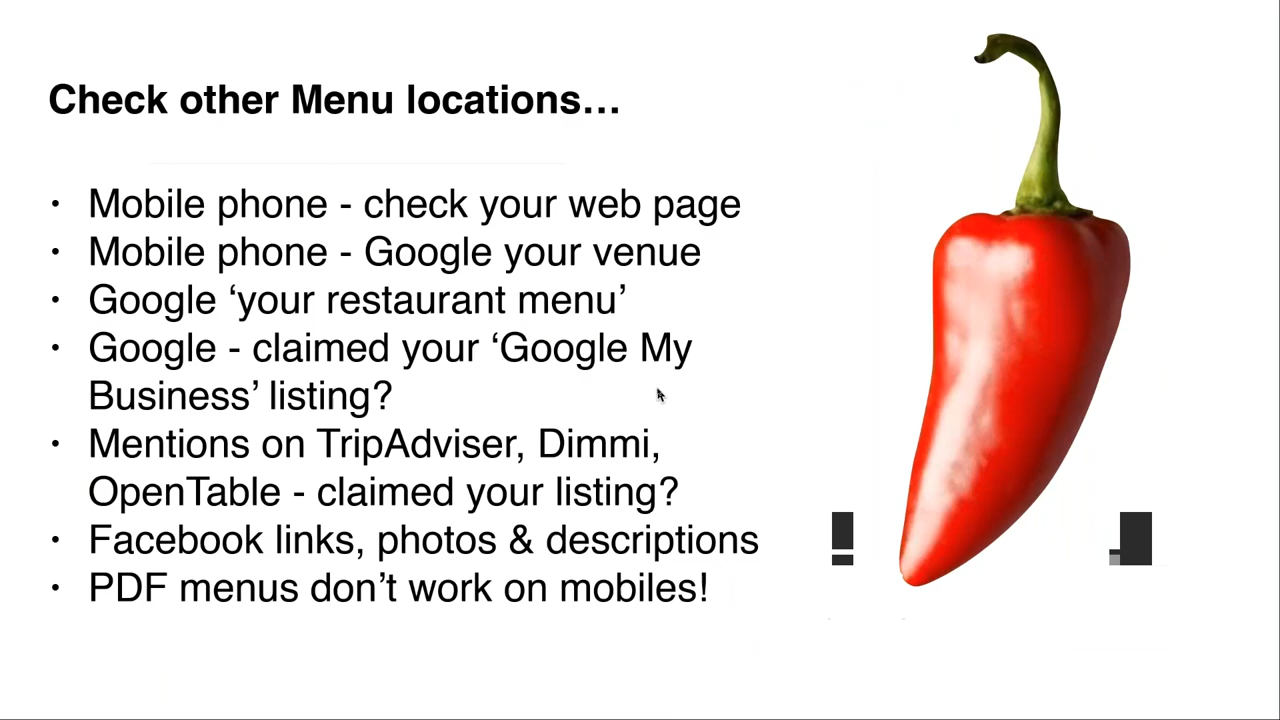 Check other Menu locations…
• Mobile phone - check your web page
• Mobile phone - Google your venue
• Google ‘your restaurant menu’
• Google - claimed your ‘Google My
Business’ listing?
• Mentions on TripAdviser, Dimmi,
OpenTable - claimed your listing?
• Facebook links, photos & descriptions
• PDF menus don’t work on mobiles!